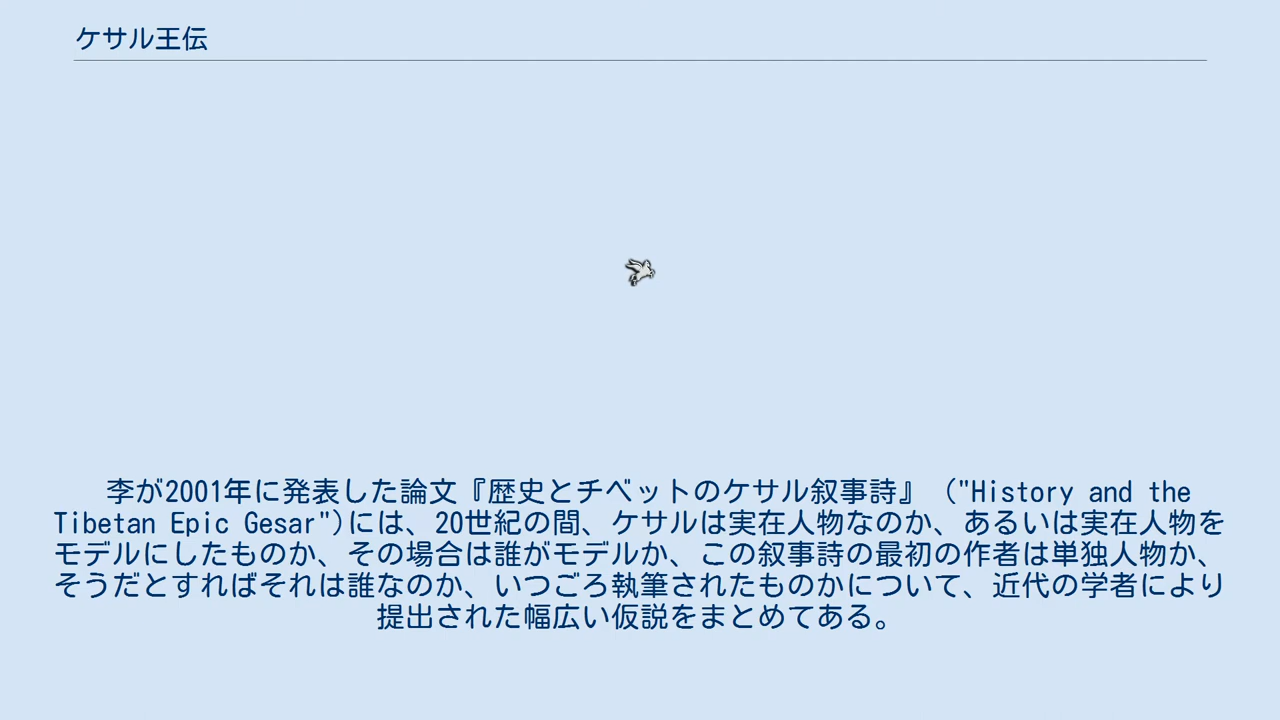 ケサル王伝
李が2001年に発表した論文『歴史とチベットのケサル叙事詩』（"History and the
Tibetan Epic Gesar")には、20世紀の間、ケサルは実在人物なのか、あるいは実在人物を
モデルにしたものか、その場合は誰がモデルか、この叙事詩の最初の作者は単独人物か、
そうだとすればそれは誰なのか、いつごろ執筆されたものかについて、近代の学者により
提出された幅広い仮説をまとめてある。